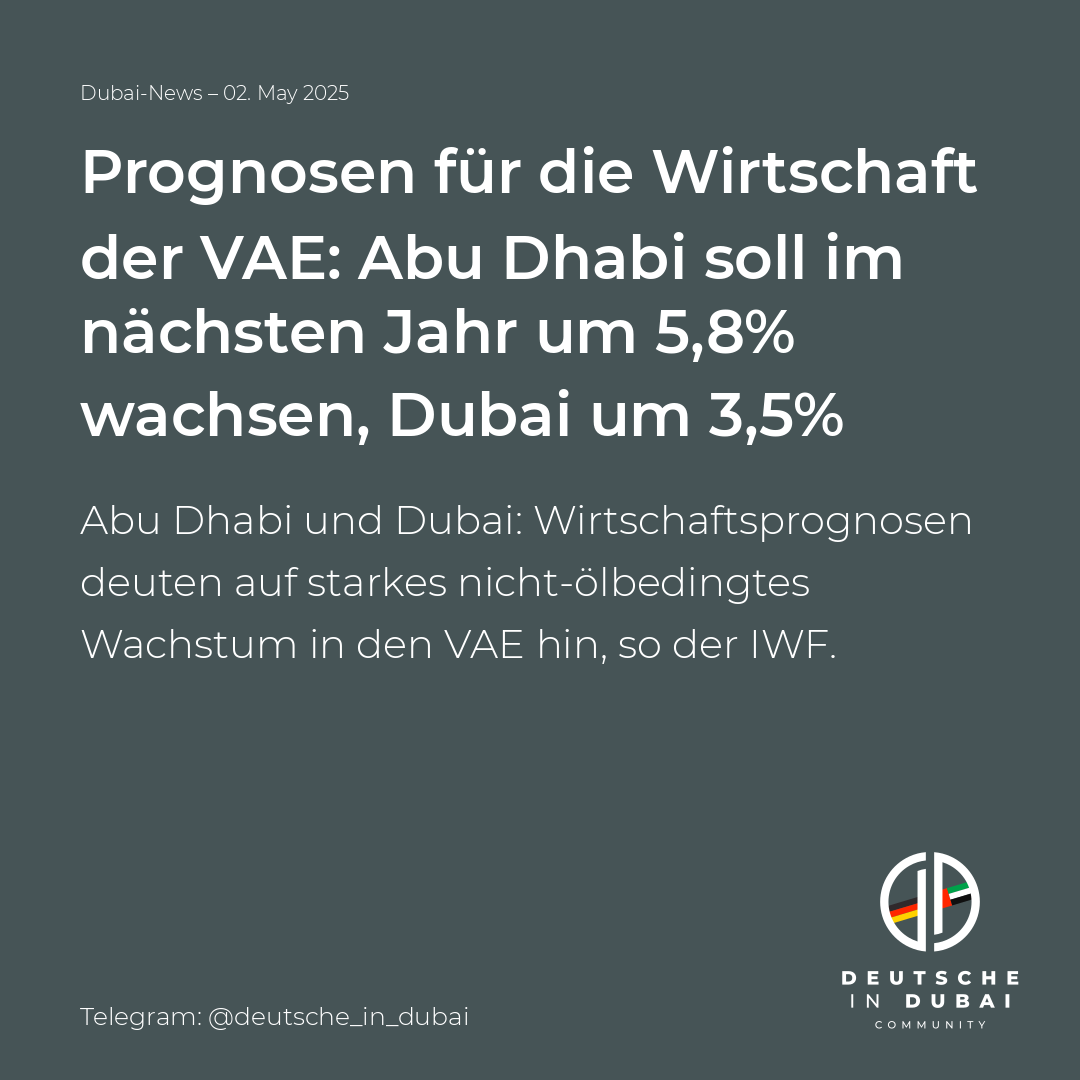 Dubai-News – 02. May 2025
Prognosen für die Wirtschaft
der VAE: Abu Dhabi soll im
nächsten Jahr um 5,8%
wachsen, Dubai um 3,5%
Abu Dhabi und Dubai: Wirtschaftsprognosen
deuten auf starkes nicht-ölbedingtes
Wachstum in den VAE hin, so der IWF.
DEUTSCHE
IN DUBAI
COMMUNITY
Telegram: @deutsche_in_dubai